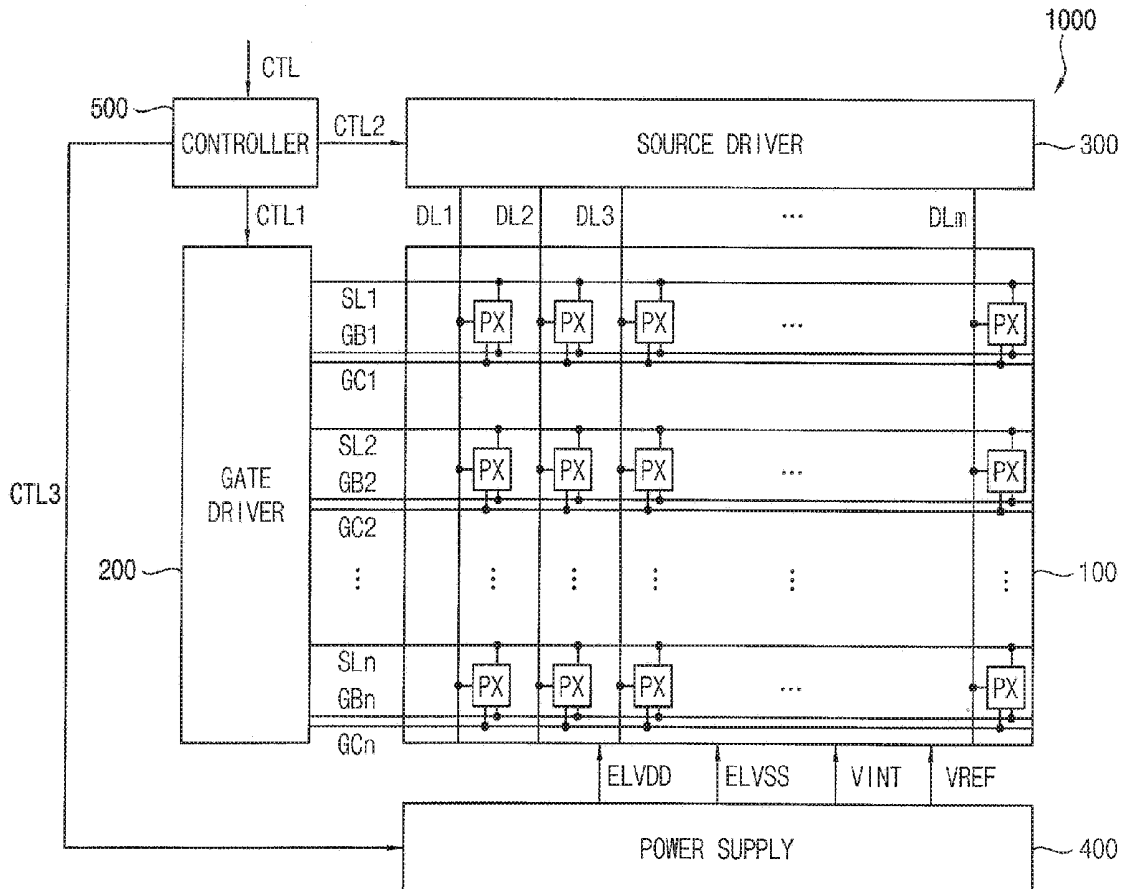 1000
CTL
500
CONTROLLER
CTL2
SOURCE DRIVER
300
CTL1
DL1 DL2 DL3 ... DLm
SL1
GB1
GC1
PX PX PX ... PX
SL2
GB2
GC2
PX PX PX ... PX
CTL3
GATE
DRIVER
200
100
SLn
GBn
GCn
PX PX PX ... PX
ELVDD ELVSS VINT VREF
POWER SUPPLY
400